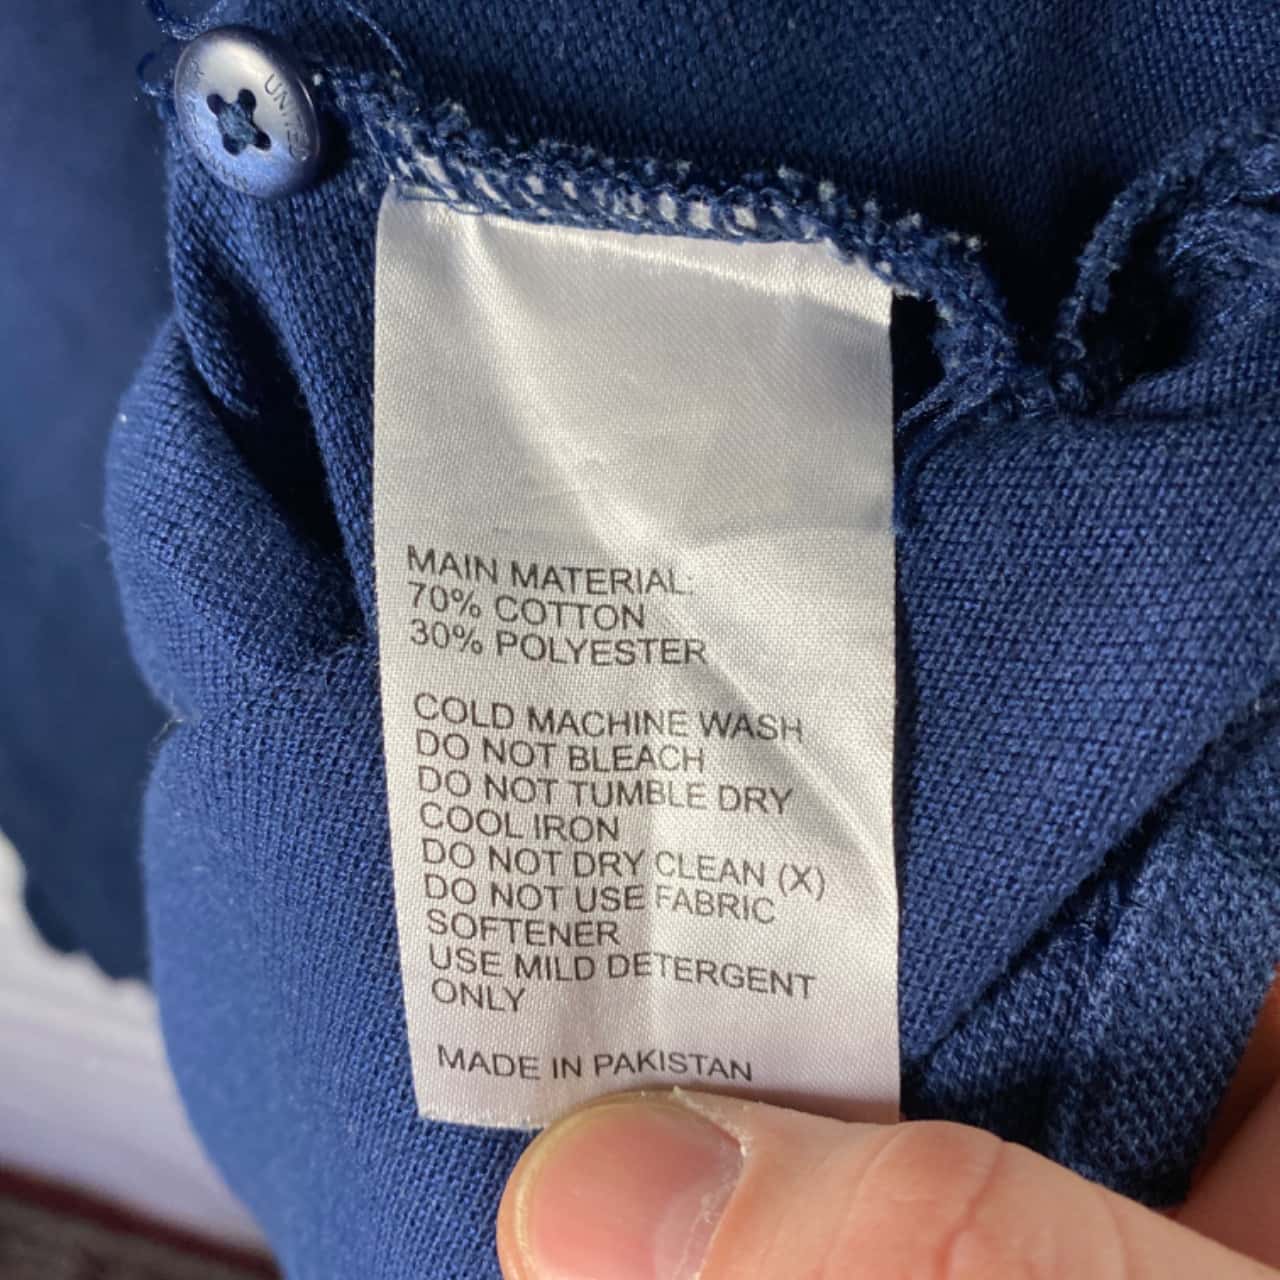 UNITED
MAIN MATERIAL:
70% COTTON
30% POLYESTER
COLD MACHINE WASH
DO NOT BLEACH
DO NOT TUMBLE DRY
COOL IRON
DO NOT DRY CLEAN (X)
DO NOT USE FABRIC
SOFTENER
USE MILD DETERGENT
ONLY
MADE IN PAKISTAN